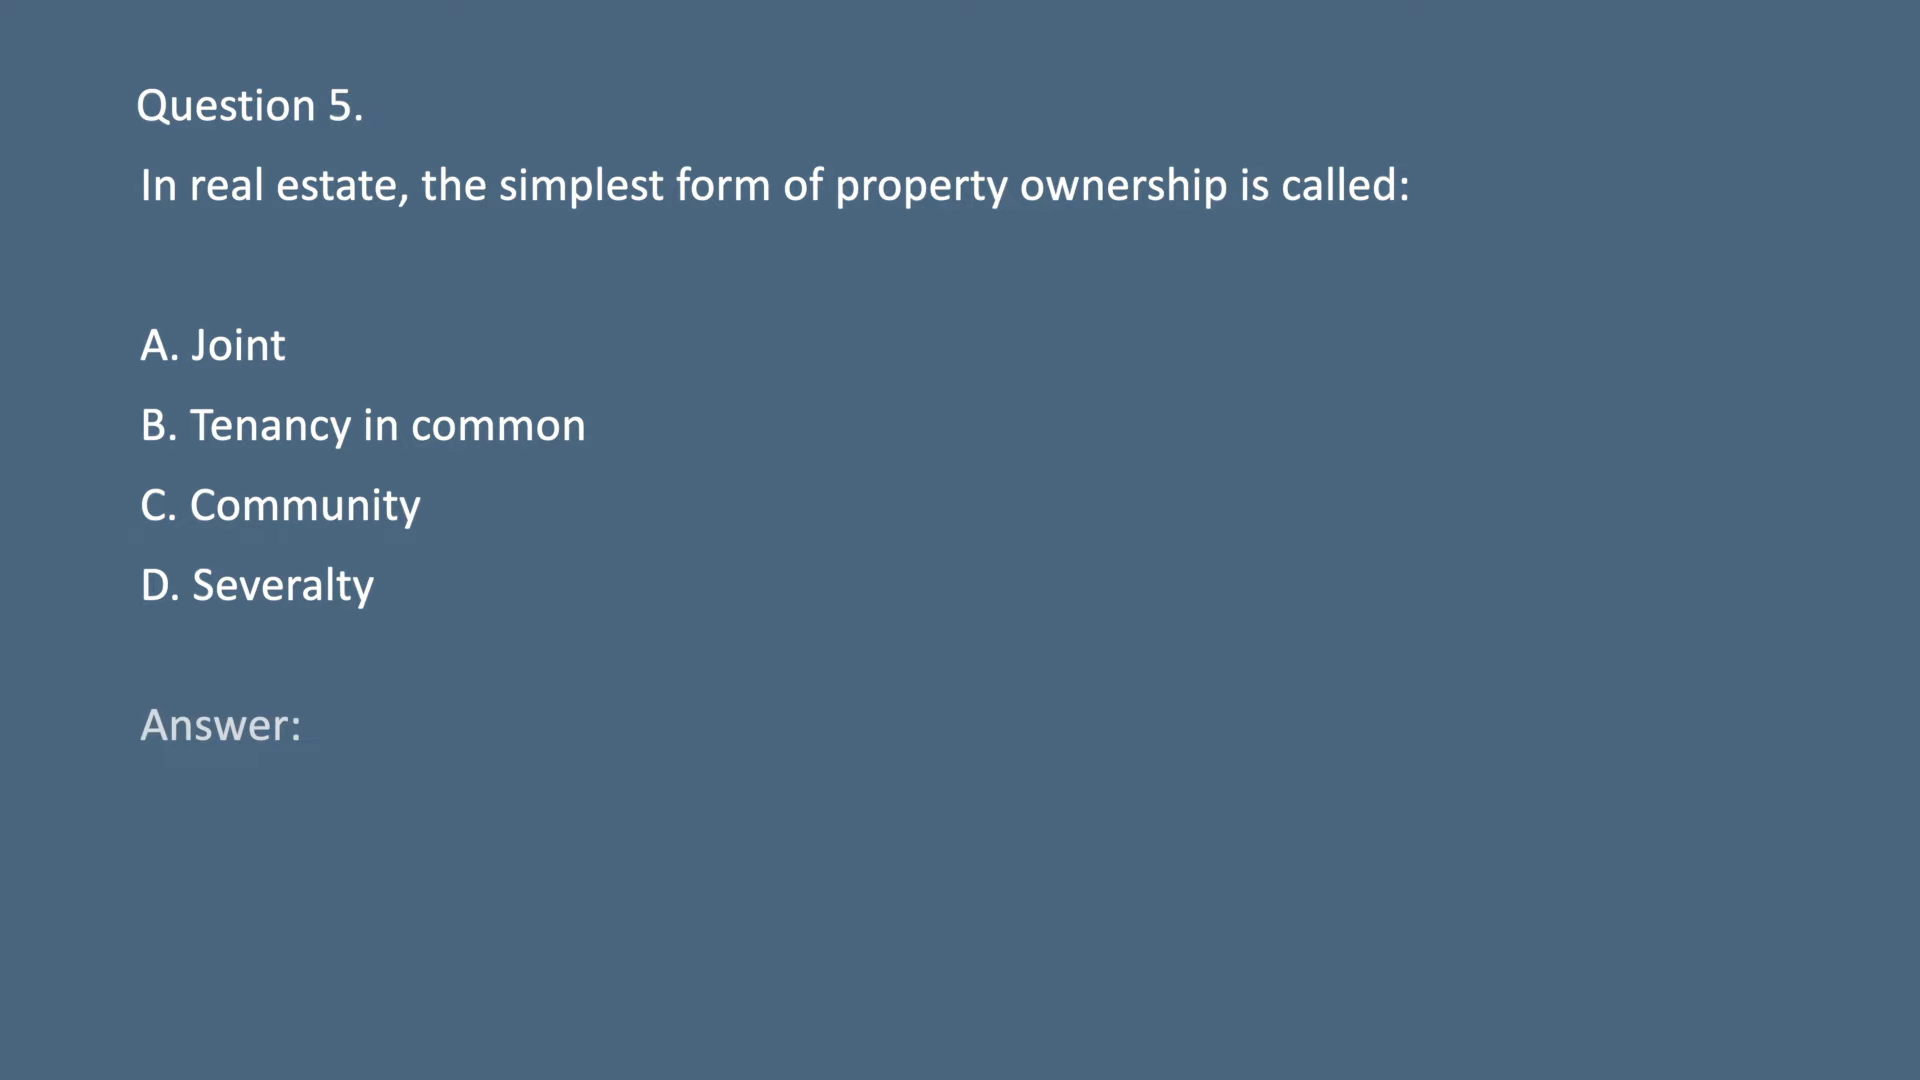 Question 5.
In real estate, the simplest form of property ownership is called:
A. Joint
B. Tenancy in common
C. Community
D. Severalty
Answer: